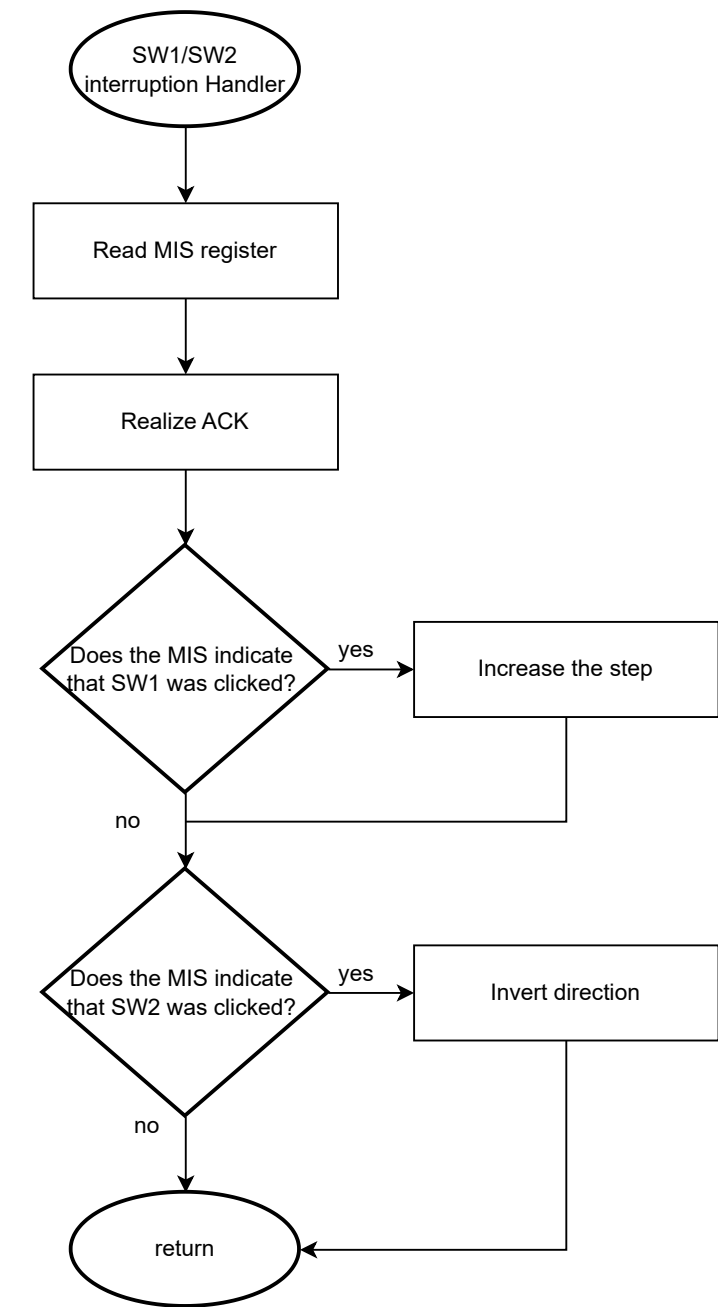 SW1/SW2
interruption Handler
Read MIS register
Realize ACK
Does the MIS indicate
that SW1 was clicked?
yes
Increase the step
no
Does the MIS indicate
that SW2 was clicked?
yes
Invert direction
no
return